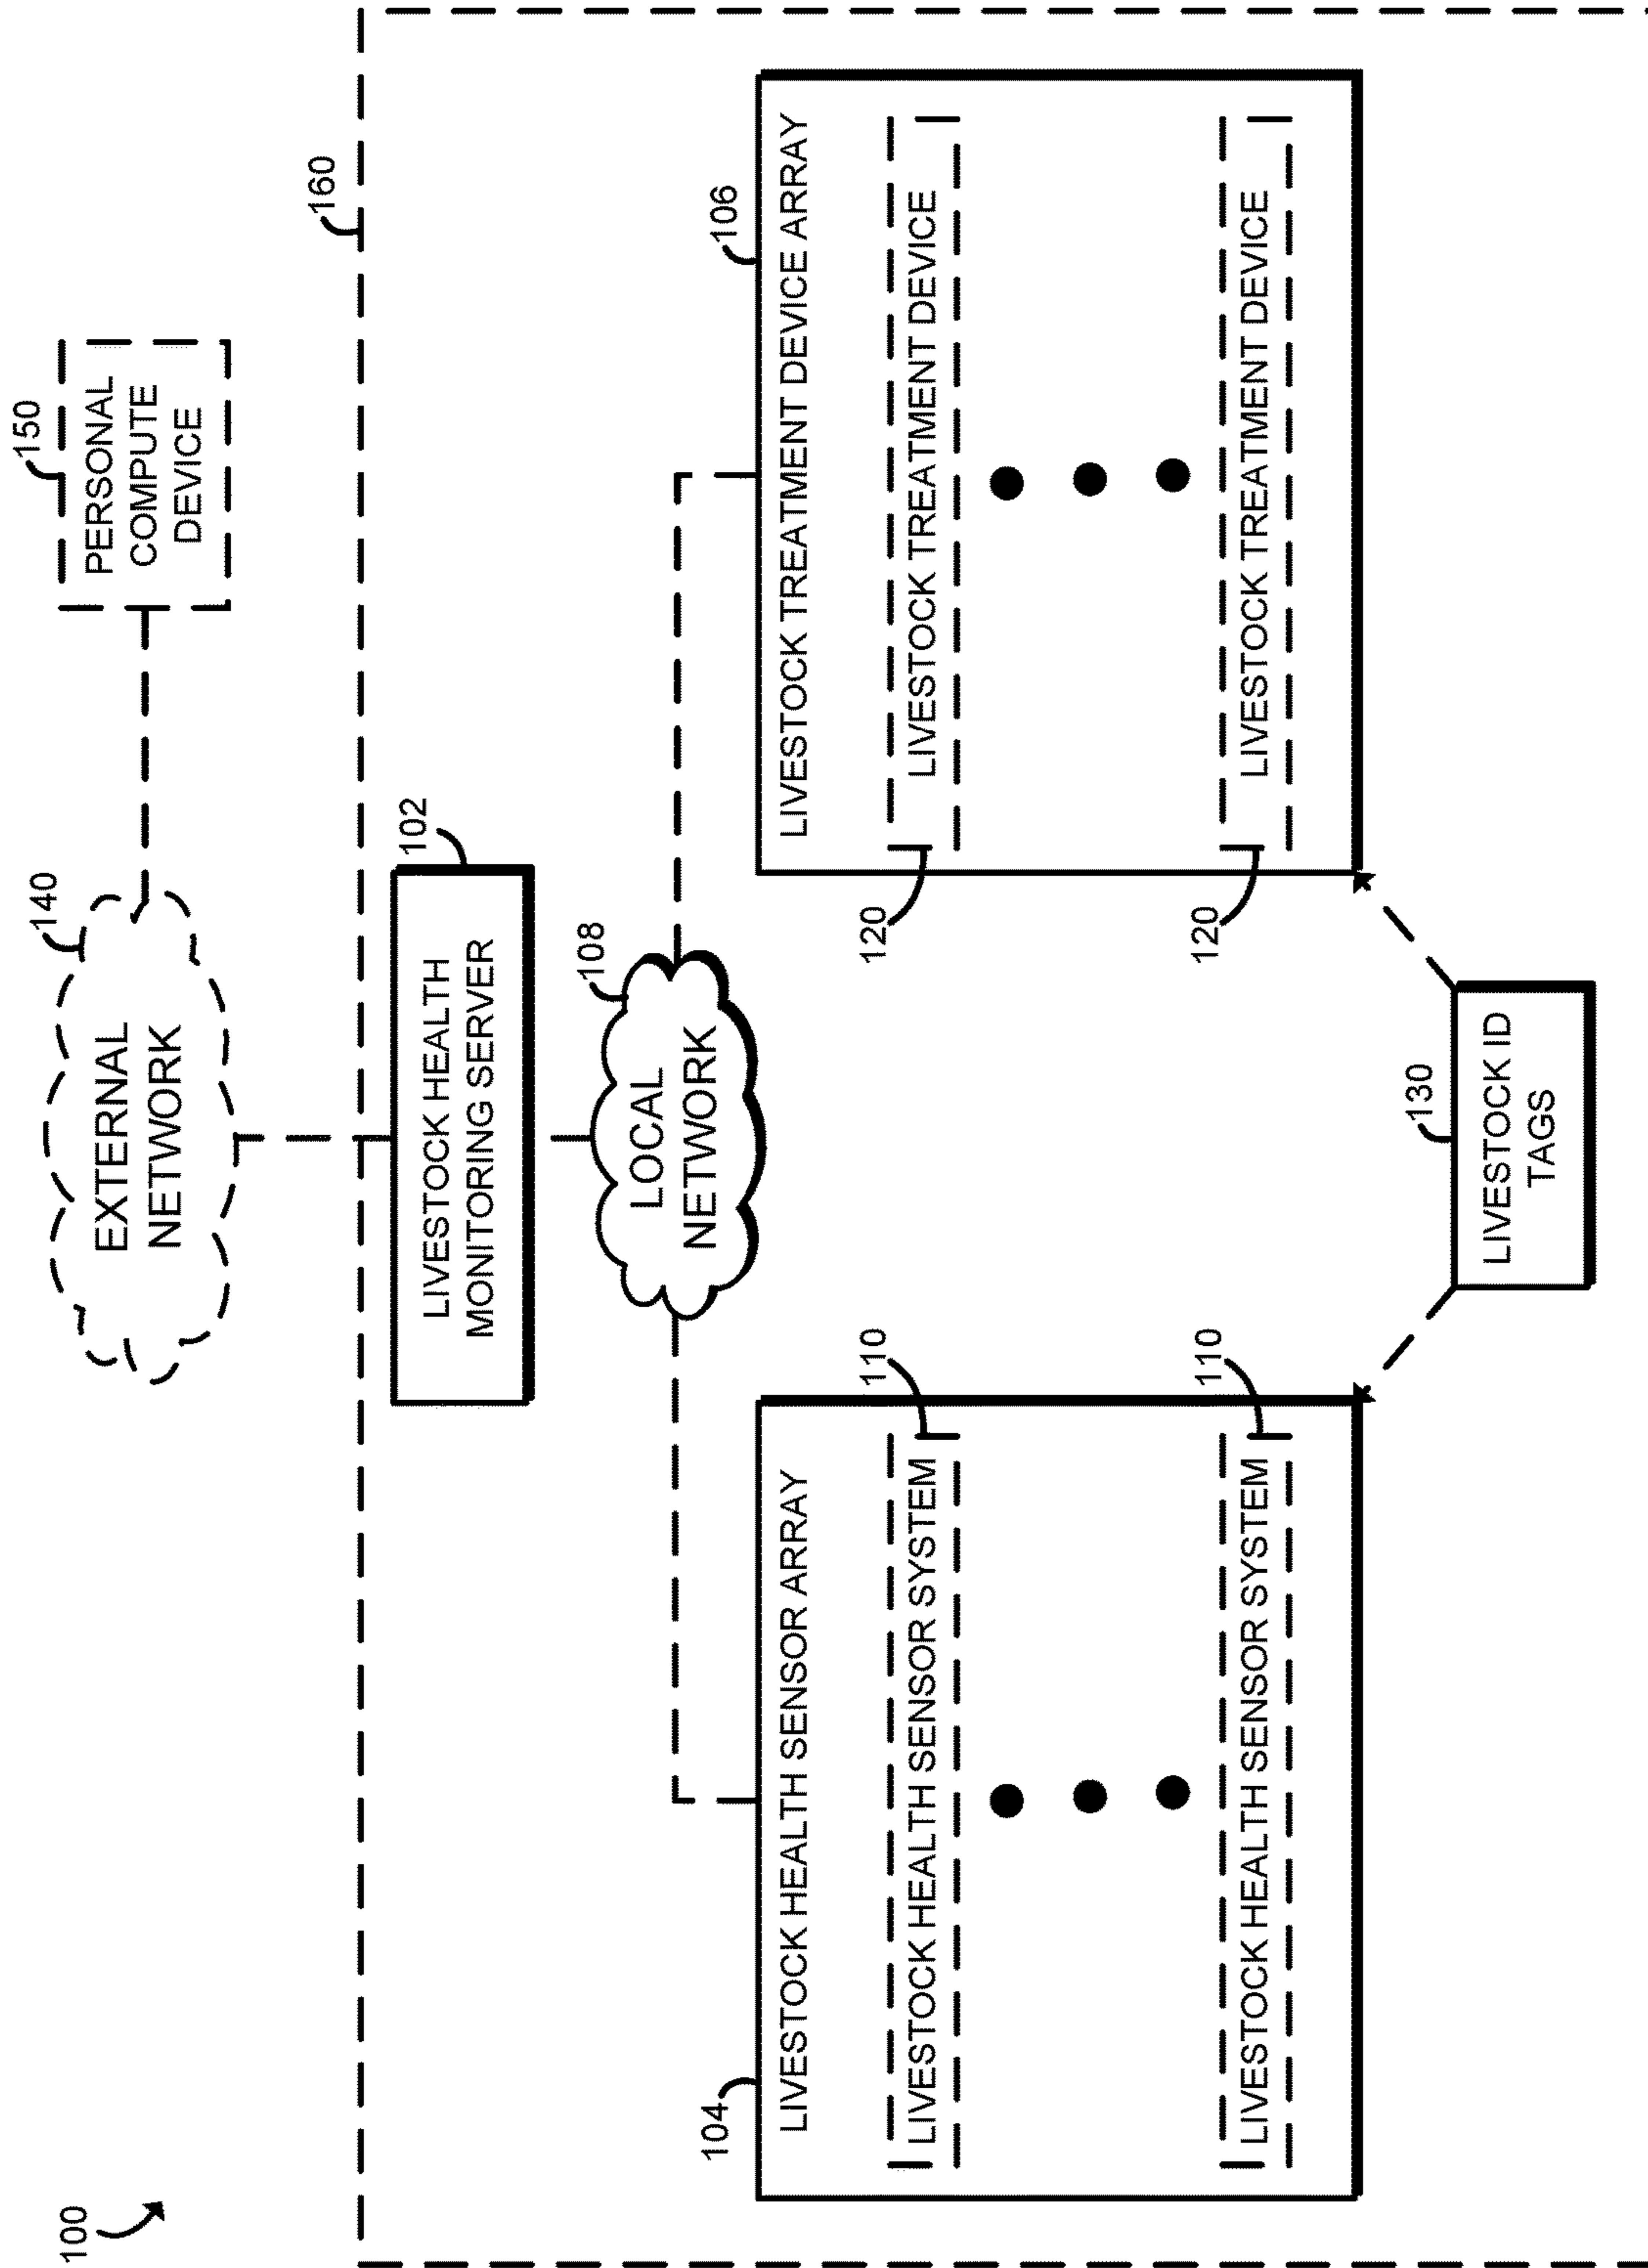 100
140
EXTERNAL
NETWORK
150
PERSONAL
COMPUTE
DEVICE
160
102
LIVESTOCK HEALTH
MONITORING SERVER
108
LOCAL
NETWORK
104
LIVESTOCK HEALTH SENSOR ARRAY
110
LIVESTOCK HEALTH SENSOR SYSTEM
110
LIVESTOCK HEALTH SENSOR SYSTEM
106
LIVESTOCK TREATMENT DEVICE ARRAY
120
LIVESTOCK TREATMENT DEVICE
120
LIVESTOCK TREATMENT DEVICE
130
LIVESTOCK ID
TAGS